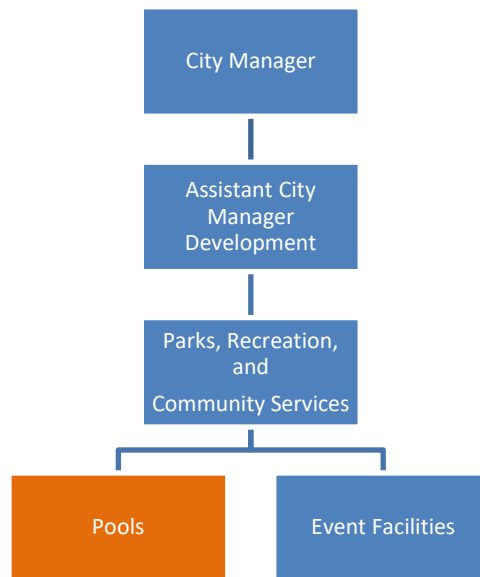 City Manager
Assistant City
Manager
Development
Parks, Recreation,
and
Community Services
Pools
Event Facilities